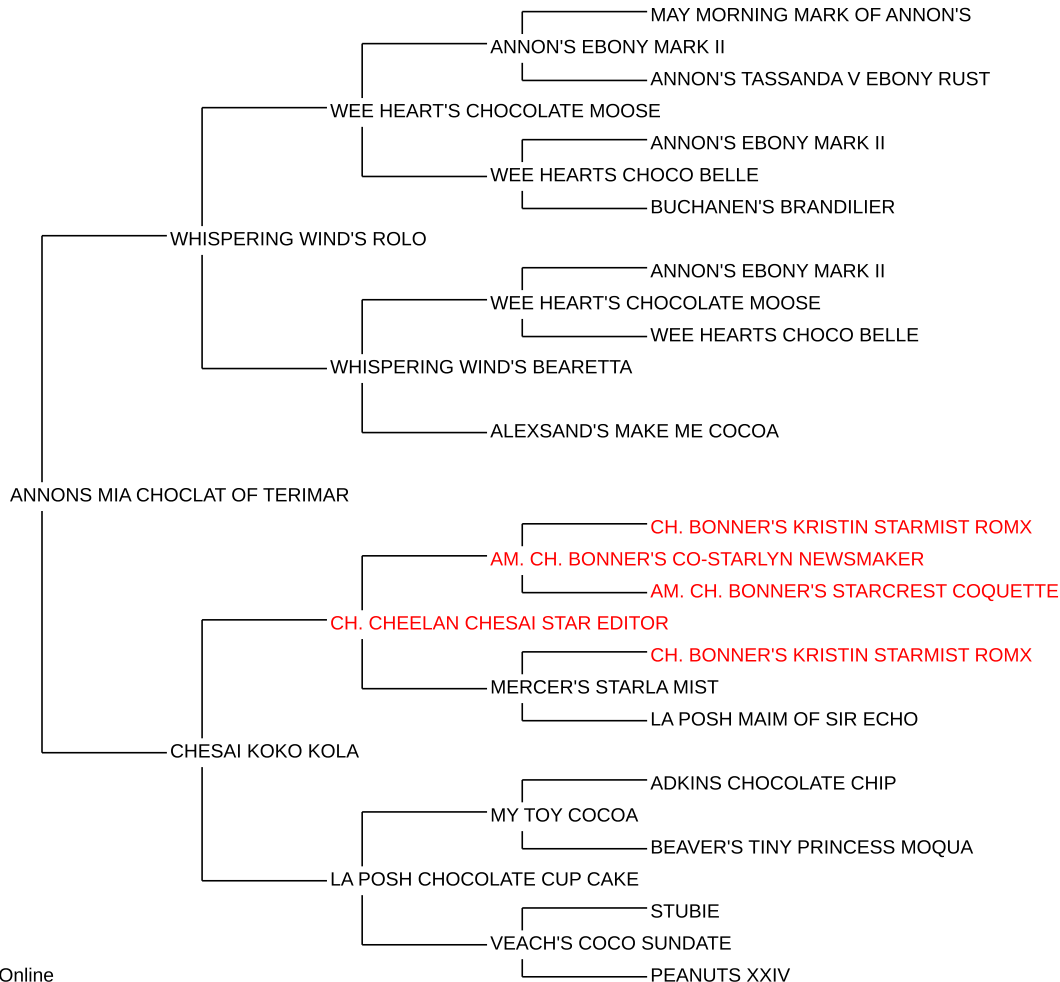 MAY MORNING MARK OF ANNON'S
ANNON'S EBONY MARK II
ANNON'S TASSANDA V EBONY RUST
WEE HEART'S CHOCOLATE MOOSE
ANNON'S EBONY MARK II
WEE HEARTS CHOCO BELLE
BUCHANEN'S BRANDILIER
WHISPERING WIND'S ROLO
ANNON'S EBONY MARK II
WEE HEART'S CHOCOLATE MOOSE
WEE HEARTS CHOCO BELLE
WHISPERING WIND'S BEARETTA
ALEXSAND'S MAKE ME COCOA
ANNONS MIA CHOCLAT OF TERIMAR
CH. BONNER'S KRISTIN STARMIST ROMX
AM. CH. BONNER'S CO-STARLYN NEWSMAKER
AM. CH. BONNER'S STARCREST COQUETTE
CH. CHEELAN CHESAI STAR EDITOR
CH. BONNER'S KRISTIN STARMIST ROMX
MERCER'S STARLA MIST
LA POSH MAIM OF SIR ECHO
CHESAI KOKO KOLA
ADKINS CHOCOLATE CHIP
MY TOY COCOA
BEAVER'S TINY PRINCESS MOQUA
LA POSH CHOCOLATE CUP CAKE
STUBIE
VEACH'S COCO SUNDATE
PEANUTS XXIV
Online